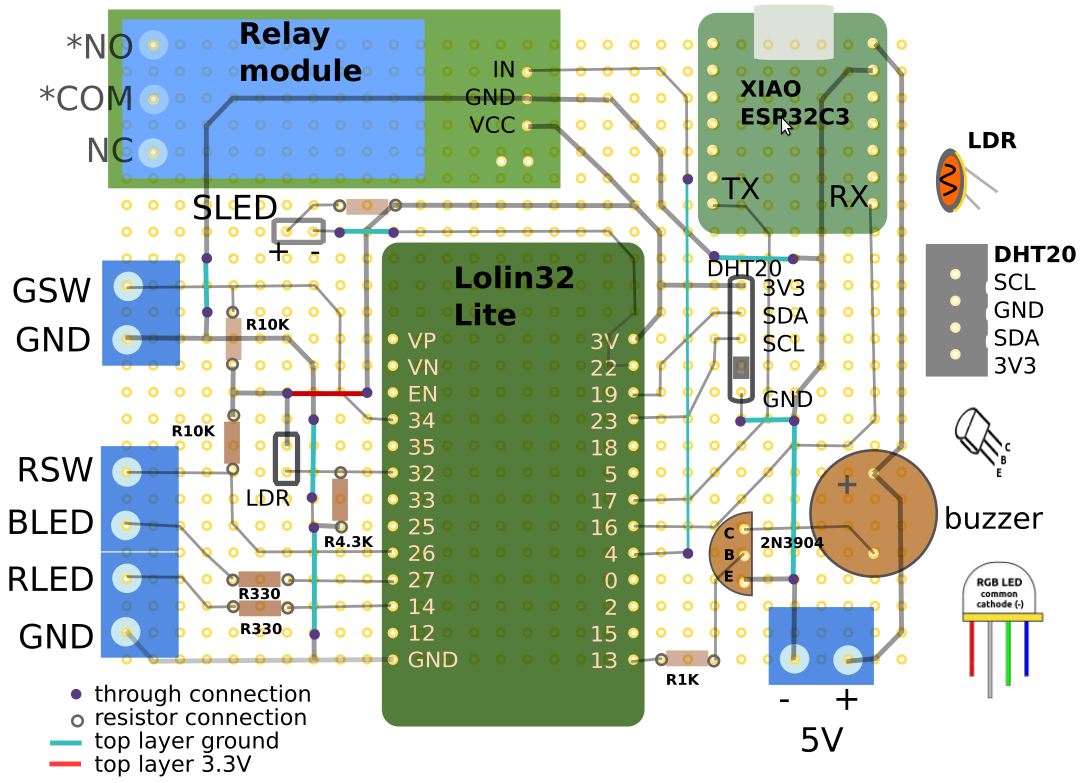 *NO
*COM
NC
Relay
module
IN
GND
VCC
XIAO
ESP32C3
TX
RX
LDR
SLED
+ -
DHT20
3V3
SDA
SCL
GND
DHT20
SCL
GND
SDA
3V3
GSW
GND
R10K
R10K
RSW
BLED
RLED
GND
LDR
R4.3K
R330
R330
Lolin32
Lite
VP
VN
EN
34
35
32
33
25
26
27
14
12
GND
3V
22
19
23
18
5
17
16
4
0
2
15
13
C
B
E
2N3904
+
buzzer
C
B
E
R1K
RGB LED
common
cathode (-)
- +
5V
through connection
resistor connection
top layer ground
top layer 3.3V